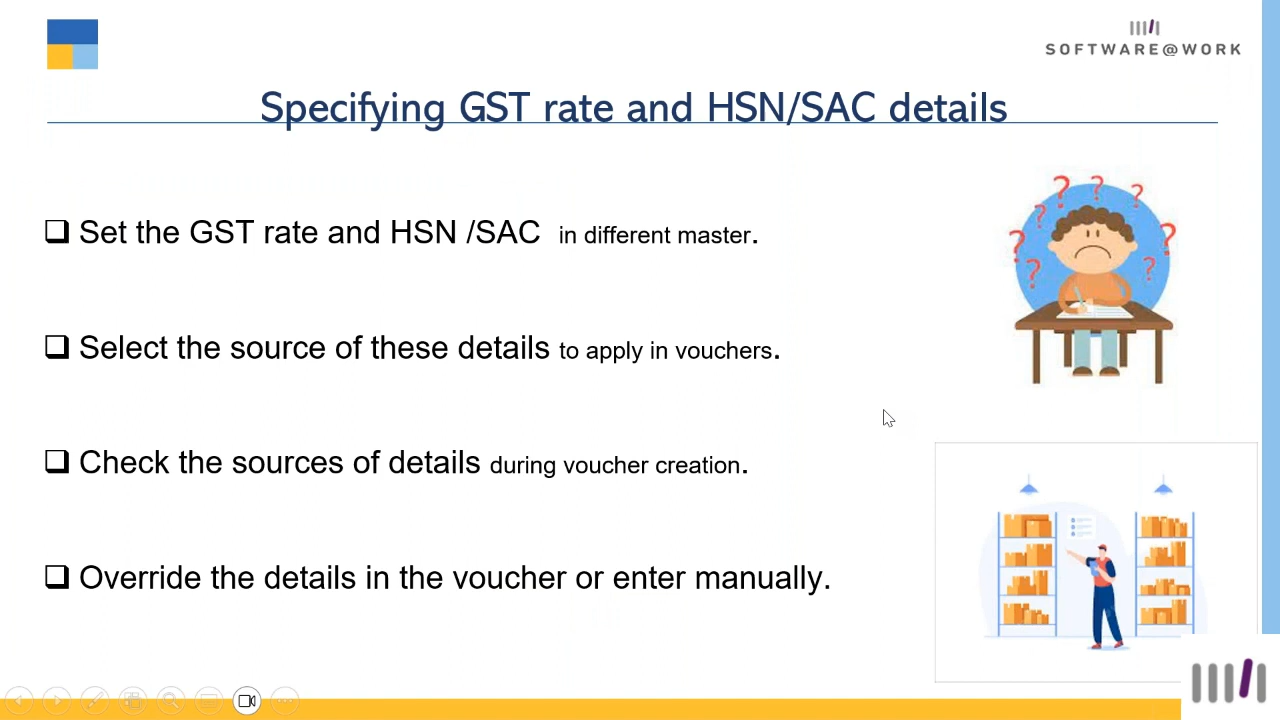 SOFTWARE@WORK
Specifying GST rate and HSN/SAC details
Set the GST rate and HSN /SAC in different master.
Select the source of these details to apply in vouchers.
Check the sources of details during voucher creation.
Override the details in the voucher or enter manually.